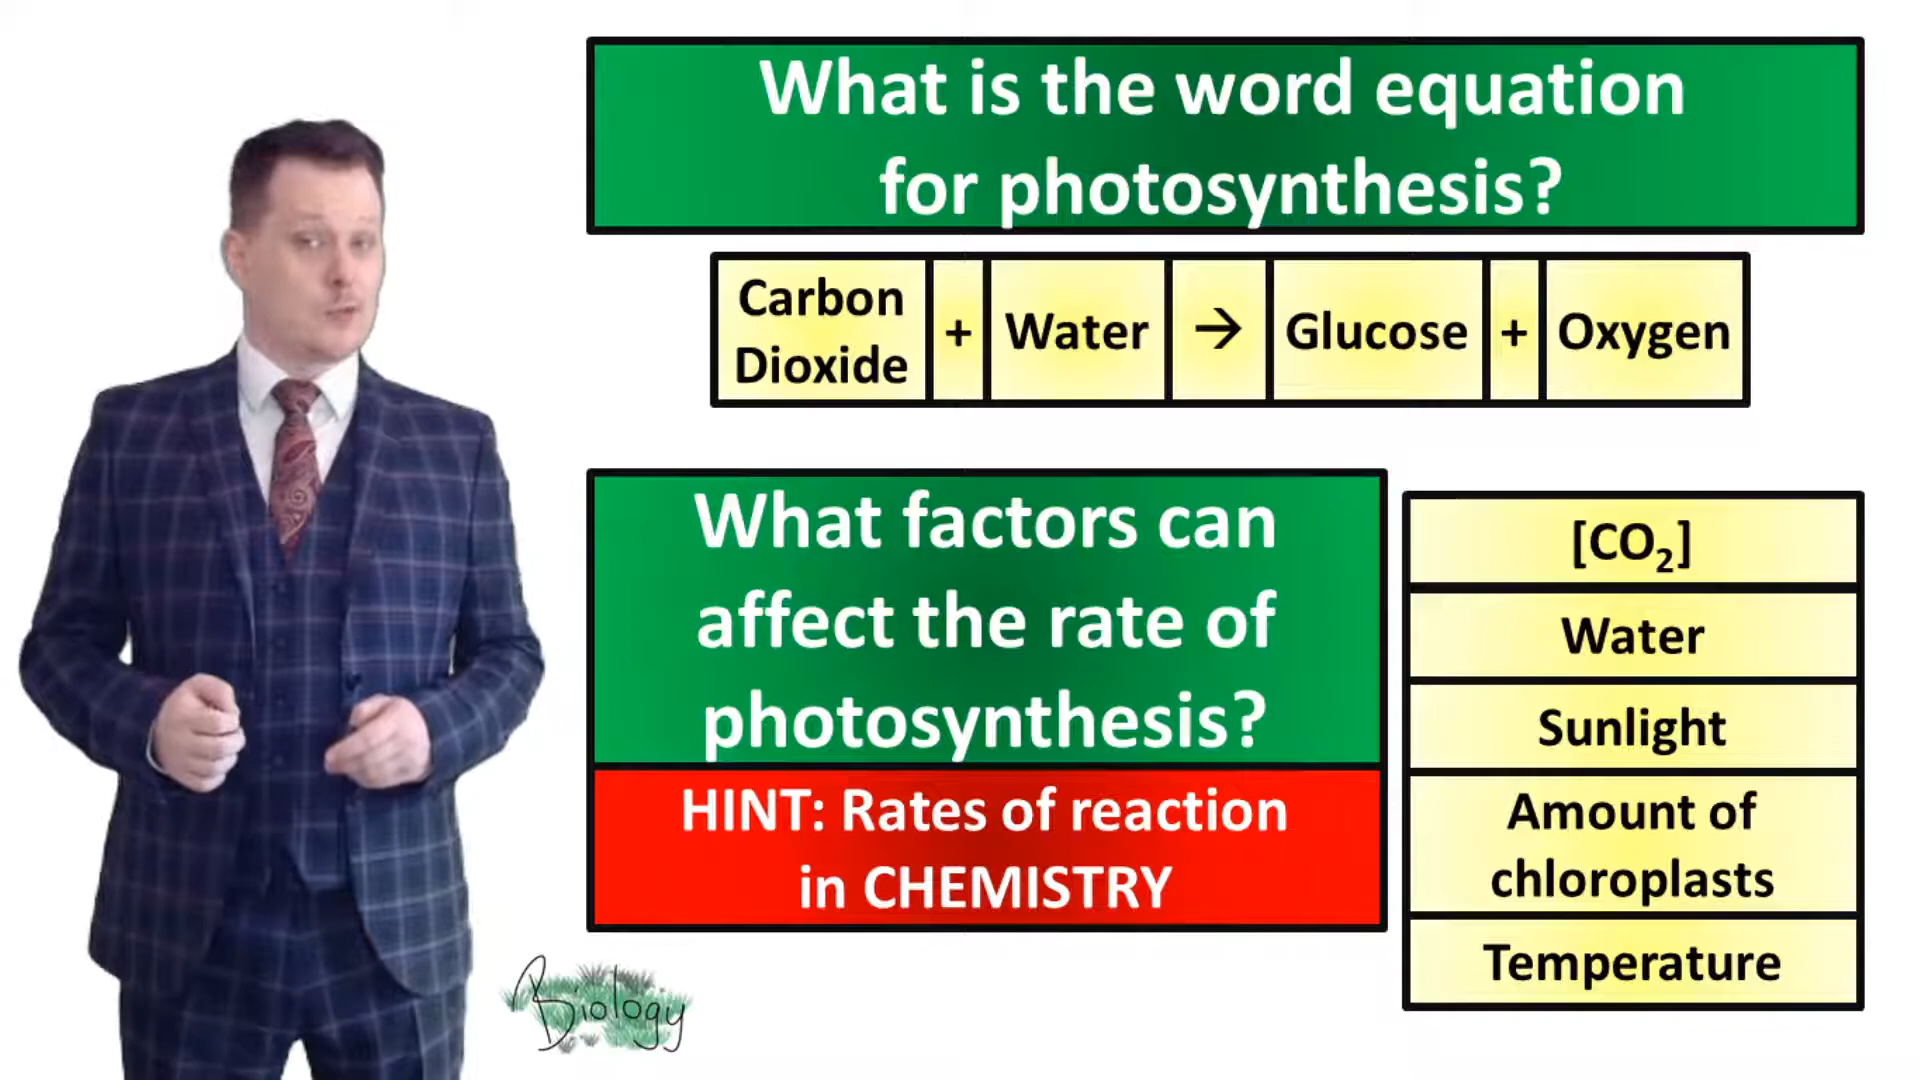 What is the word equation
for photosynthesis?
Carbon
Dioxide
+
Water
→
Glucose
+
Oxygen
What factors can
affect the rate of
photosynthesis?
HINT: Rates of reaction
in CHEMISTRY
[CO₂]
Water
Sunlight
Amount of
chloroplasts
Temperature
Biology